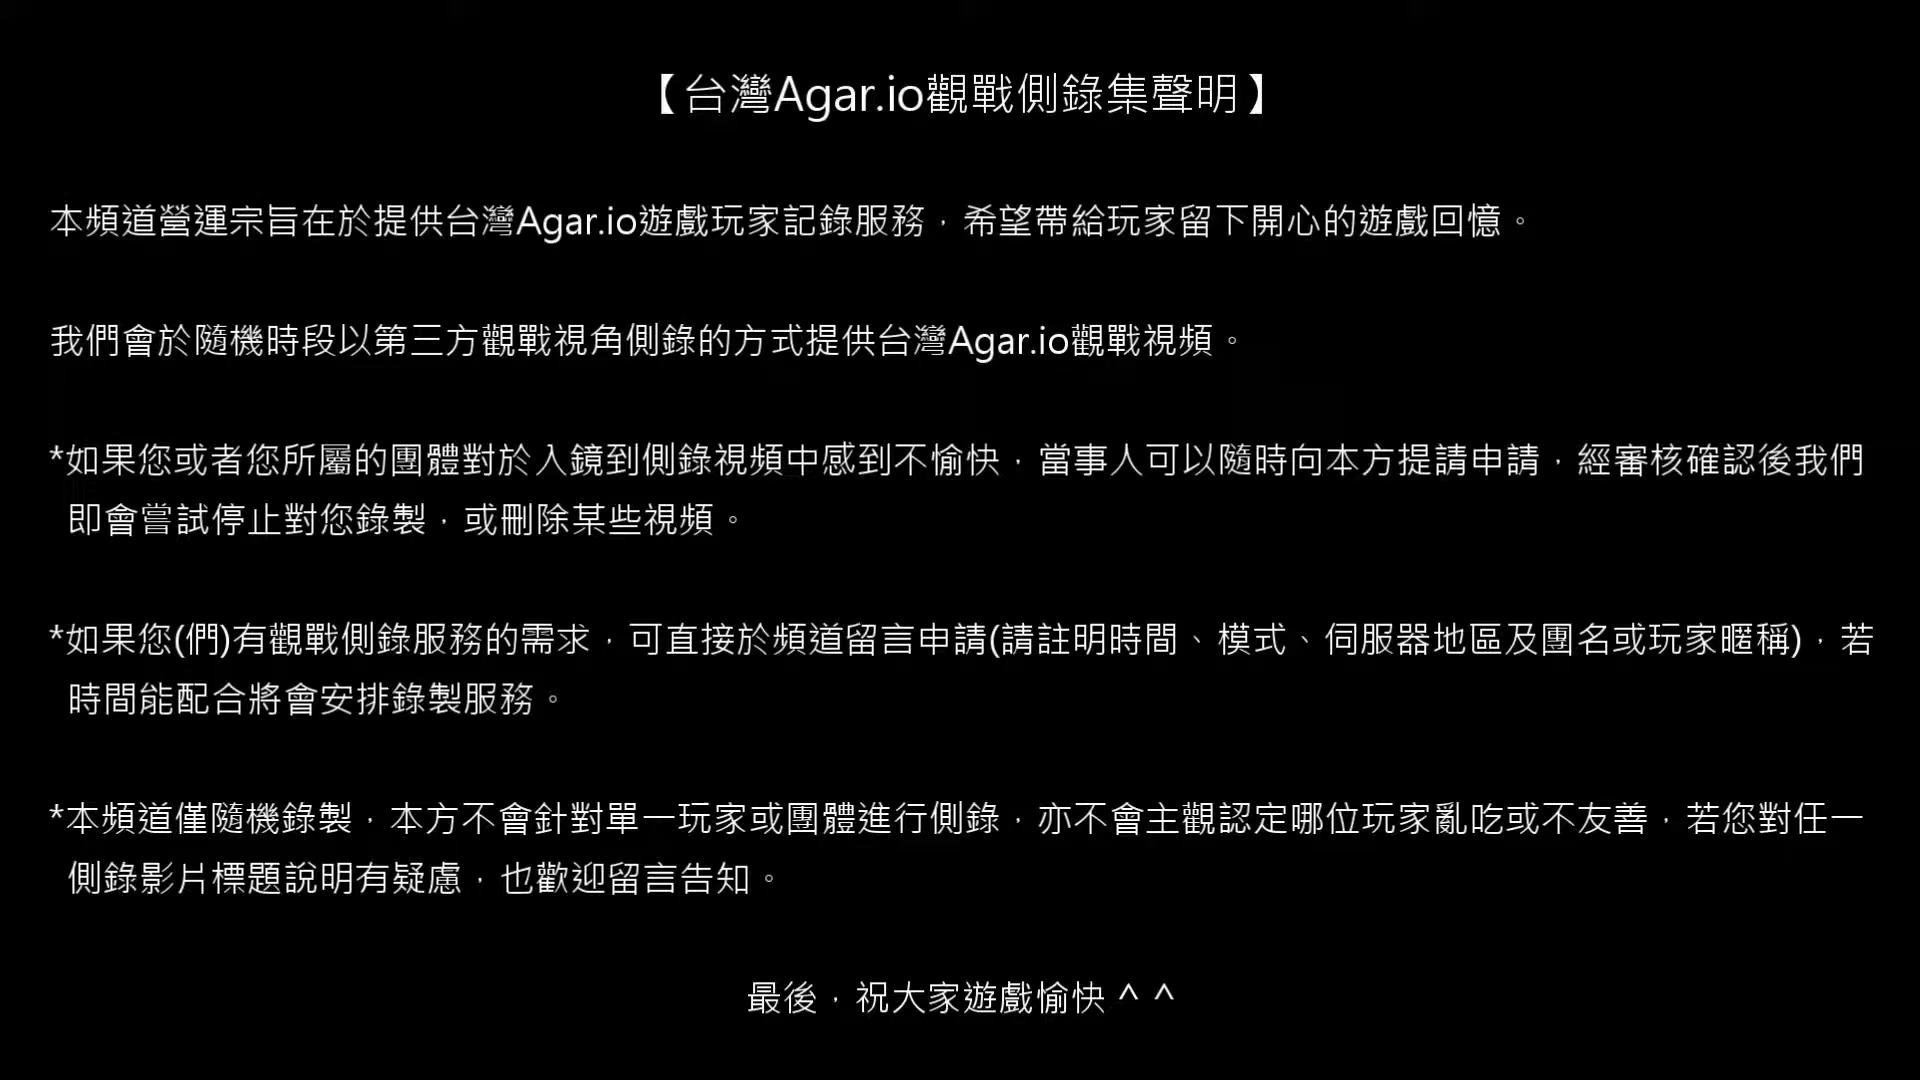 【台灣Agar.io觀戰側錄集聲明】
本頻道營運宗旨在於提供台灣Agar.io遊戲玩家記錄服務，希望帶給玩家留下開心的遊戲回憶。
我們會於隨機時段以第三方觀戰視角側錄的方式提供台灣Agar.io觀戰視頻。
*如果您或者您所屬的團體對於入鏡到側錄視頻中感到不愉快，當事人可以隨時向本方提請申請，經審核確認後我們
即會嘗試停止對您錄製，或刪除某些視頻。
*如果您(們)有觀戰側錄服務的需求，可直接於頻道留言申請(請註明時間、模式、伺服器地區及團名或玩家暱稱)，若
時間能配合將會安排錄製服務。
*本頻道僅隨機錄製，本方不會針對單一玩家或團體進行側錄，亦不會主觀認定哪位玩家亂吃或不友善，若您對任一
側錄影片標題說明有疑慮，也歡迎留言告知。
最後，祝大家遊戲愉快^ ^